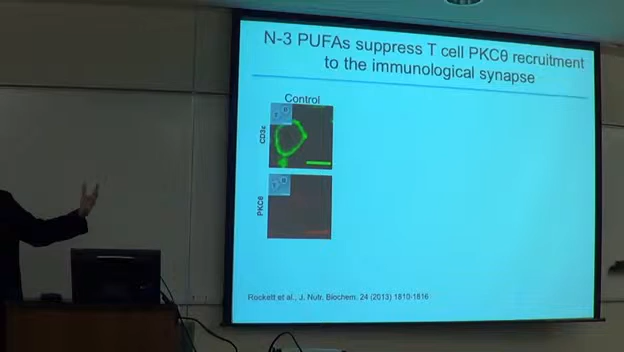 N-3 PUFAs suppress T cell PKCθ recruitment
to the immunological synapse
Control
CD3ε
PKCθ
Rockett et al., J. Nutr. Biochem. 24 (2013) 1810-1816